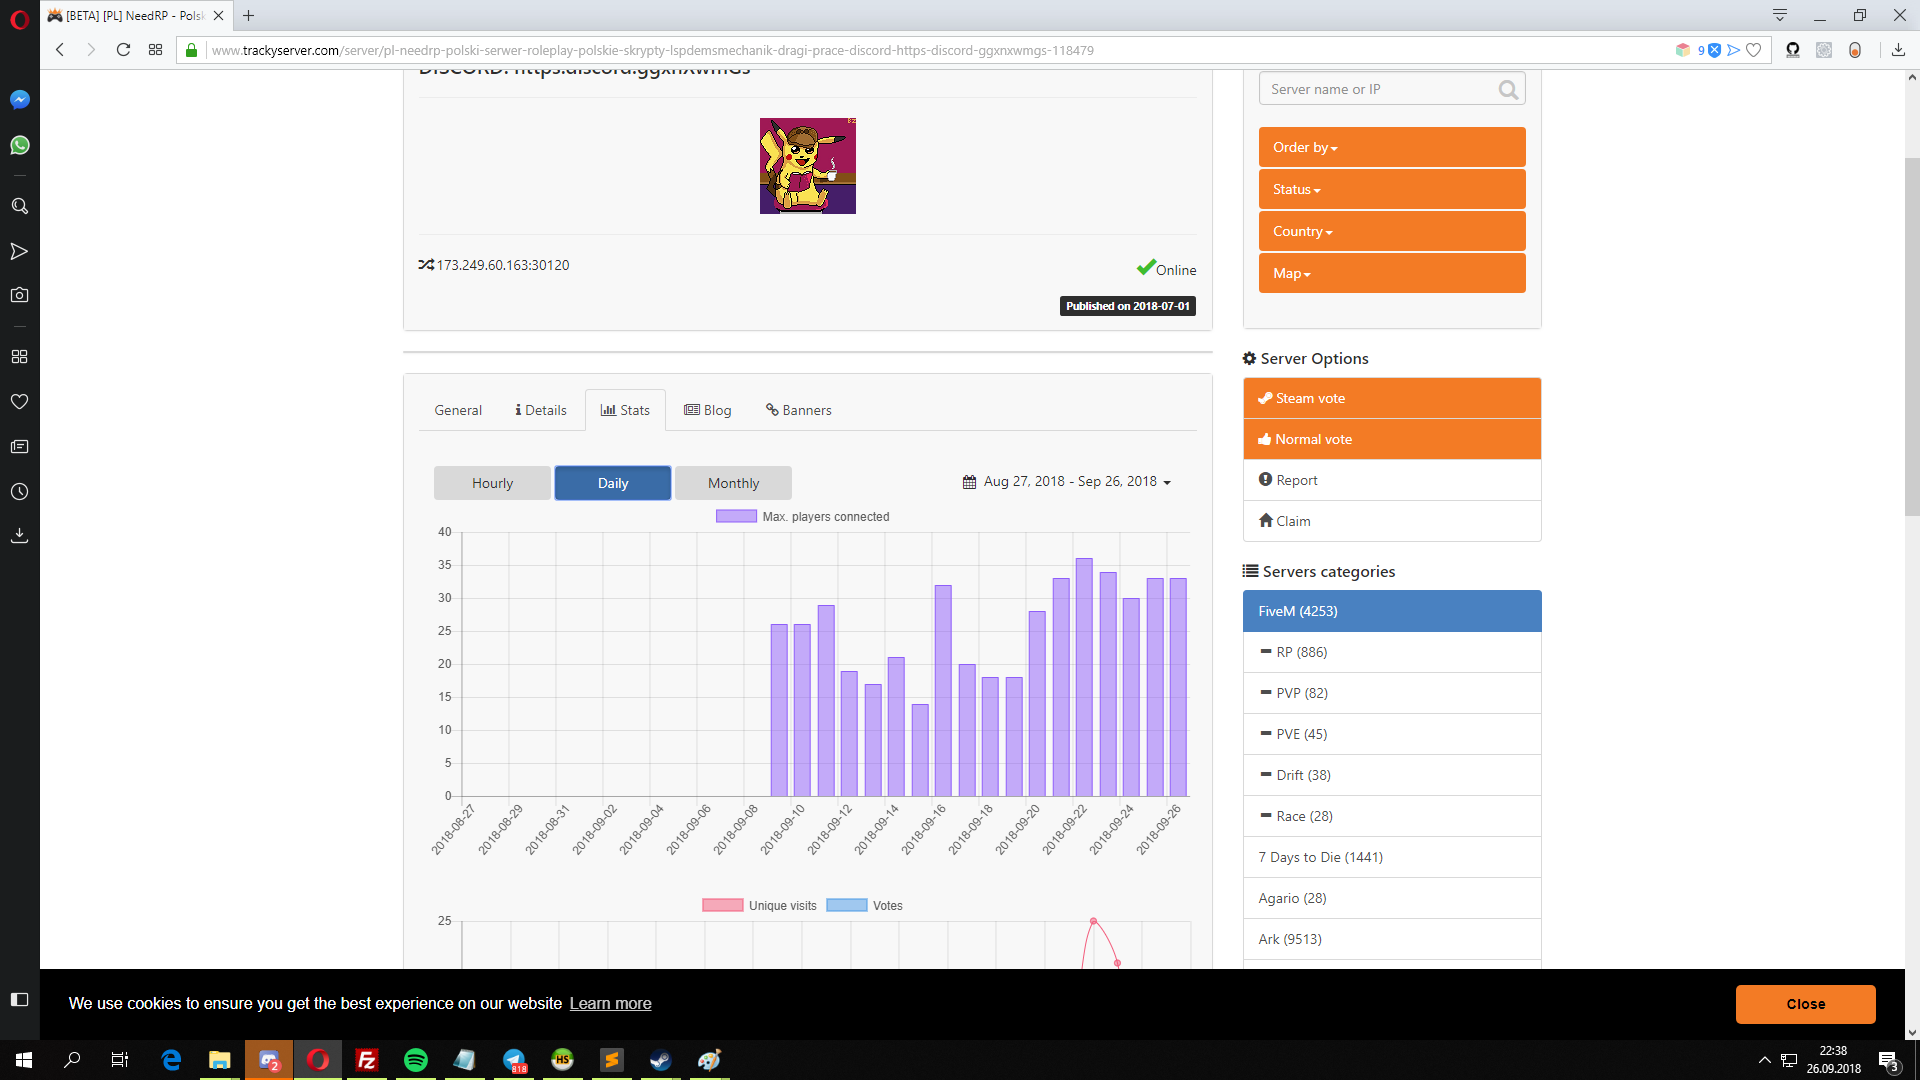 [BETA] [PL] NeedRP - Polsk
www.trackyserver.com/server/pl-needrp-polski-serwer-roleplay-polskie-skrypty-lspdemsmechanik-dragi-prace-discord-https-discord-ggxnxwmgs-118479
9
DISCORD: https:discord.ggxnXwmGs
Server name or IP
Order by
Status
Country
Map
173.249.60.163:30120
Online
Published on 2018-07-01
Server Options
Steam vote
Normal vote
Report
Claim
General
Details
Stats
Blog
Banners
Hourly
Daily
Monthly
Aug 27, 2018 - Sep 26, 2018
Max. players connected
40
35
30
25
20
15
10
5
0
2018-08-27
2018-08-29
2018-08-31
2018-09-02
2018-09-04
2018-09-06
2018-09-08
2018-09-10
2018-09-12
2018-09-14
2018-09-16
2018-09-18
2018-09-20
2018-09-22
2018-09-24
2018-09-26
Unique visits
Votes
25
Servers categories
FiveM (4253)
RP (886)
PVP (82)
PVE (45)
Drift (38)
Race (28)
7 Days to Die (1441)
Agario (28)
Ark (9513)
We use cookies to ensure you get the best experience on our website Learn more
Close
2
FZ
818
HS
22:38
26.09.2018
3